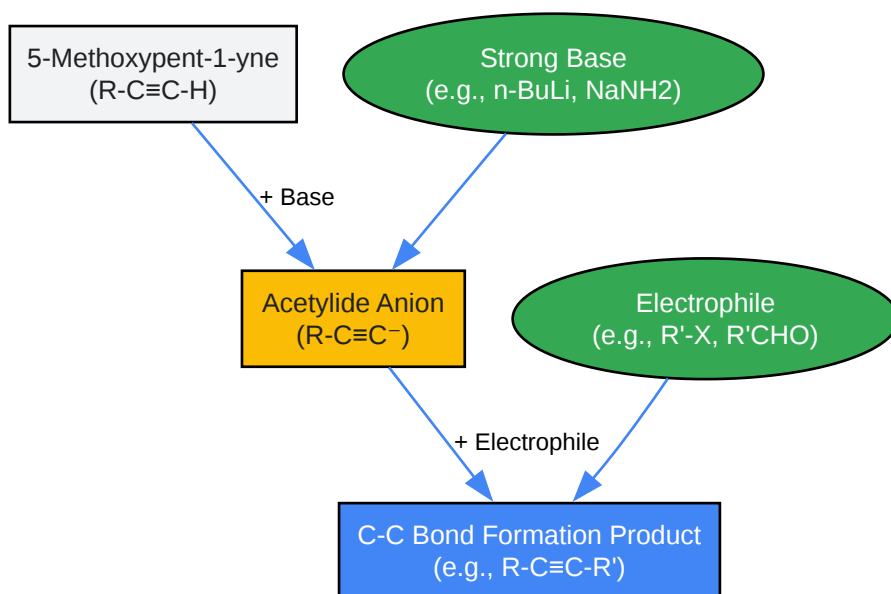 5-Methoxypent-1-yne
(R-C≡C-H)
Strong Base
(e.g., n-BuLi, NaNH2)
+ Base
Acetylide Anion
(R-C≡C⁻)
Electrophile
(e.g., R'-X, R'CHO)
+ Electrophile
C-C Bond Formation Product
(e.g., R-C≡C-R')